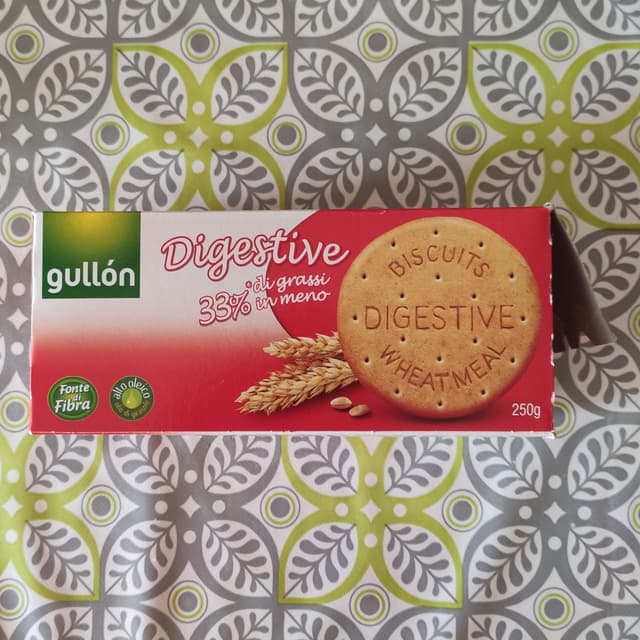 gullón
Digestive
33%* di grassi
in meno
BISCUITS
DIGESTIVE
WHEATMEAL
Fonte
di
Fibra
alto oleico
250g